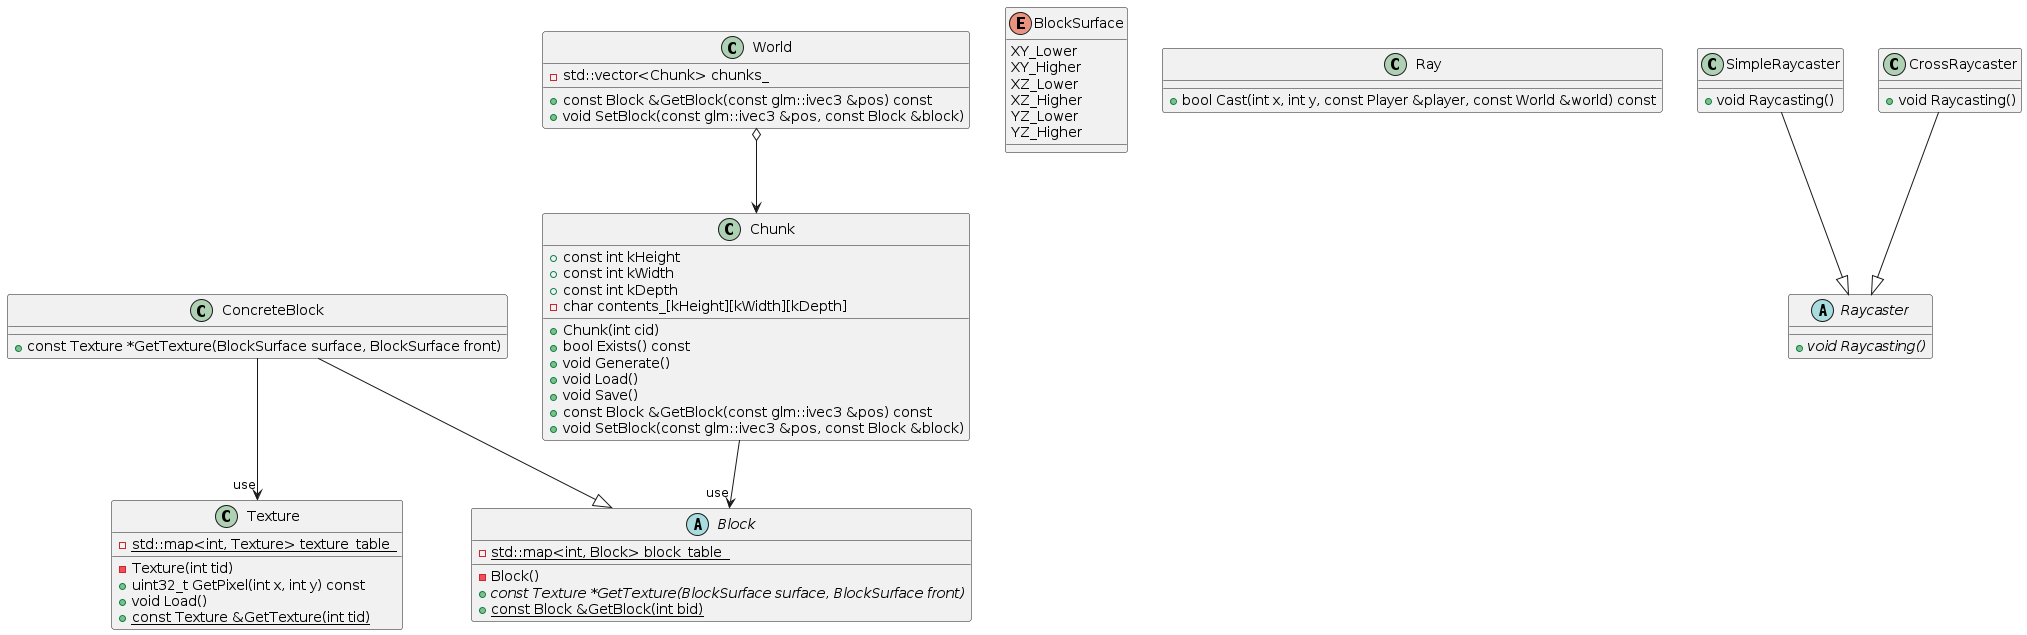 C World
std::vector<Chunk> chunks_
const Block &GetBlock(const glm::ivec3 &pos) const
void SetBlock(const glm::ivec3 &pos, const Block &block)
E BlockSurface
XY_Lower
XY_Higher
XZ_Lower
XZ_Higher
YZ_Lower
YZ_Higher
C Ray
bool Cast(int x, int y, const Player &player, const World &world) const
C SimpleRaycaster
void Raycasting()
C CrossRaycaster
void Raycasting()
C Chunk
const int kHeight
const int kWidth
const int kDepth
char contents_[kHeight][kWidth][kDepth]
Chunk(int cid)
bool Exists() const
void Generate()
void Load()
void Save()
const Block &GetBlock(const glm::ivec3 &pos) const
void SetBlock(const glm::ivec3 &pos, const Block &block)
C ConcreteBlock
const Texture *GetTexture(BlockSurface surface, BlockSurface front)
A Raycaster
void Raycasting()
use
use
C Texture
std::map<int, Texture> texture_table_
Texture(int tid)
uint32_t GetPixel(int x, int y) const
void Load()
const Texture &GetTexture(int tid)
A Block
std::map<int, Block> block_table_
Block()
const Texture *GetTexture(BlockSurface surface, BlockSurface front)
const Block &GetBlock(int bid)